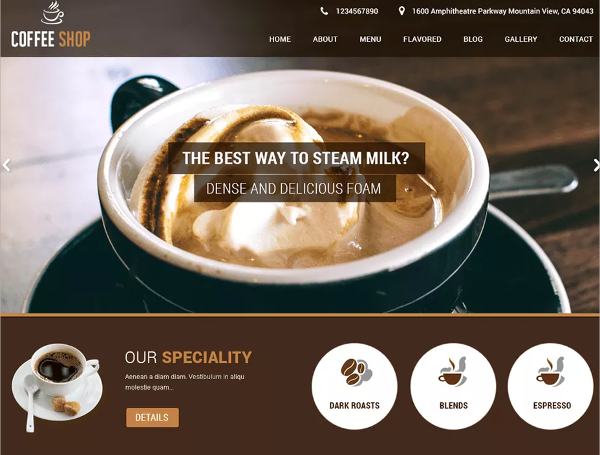 1234567890
1600 Amphitheatre Parkway Mountain View, CA 94043
COFFEE SHOP
HOME
ABOUT
MENU
FLAVORED
BLOG
GALLERY
CONTACT
THE BEST WAY TO STEAM MILK?
DENSE AND DELICIOUS FOAM
OUR SPECIALITY
Aenean a diam diam. Vestibulum in aliqu
molestie quam...
DETAILS
DARK ROASTS
BLENDS
ESPRESSO